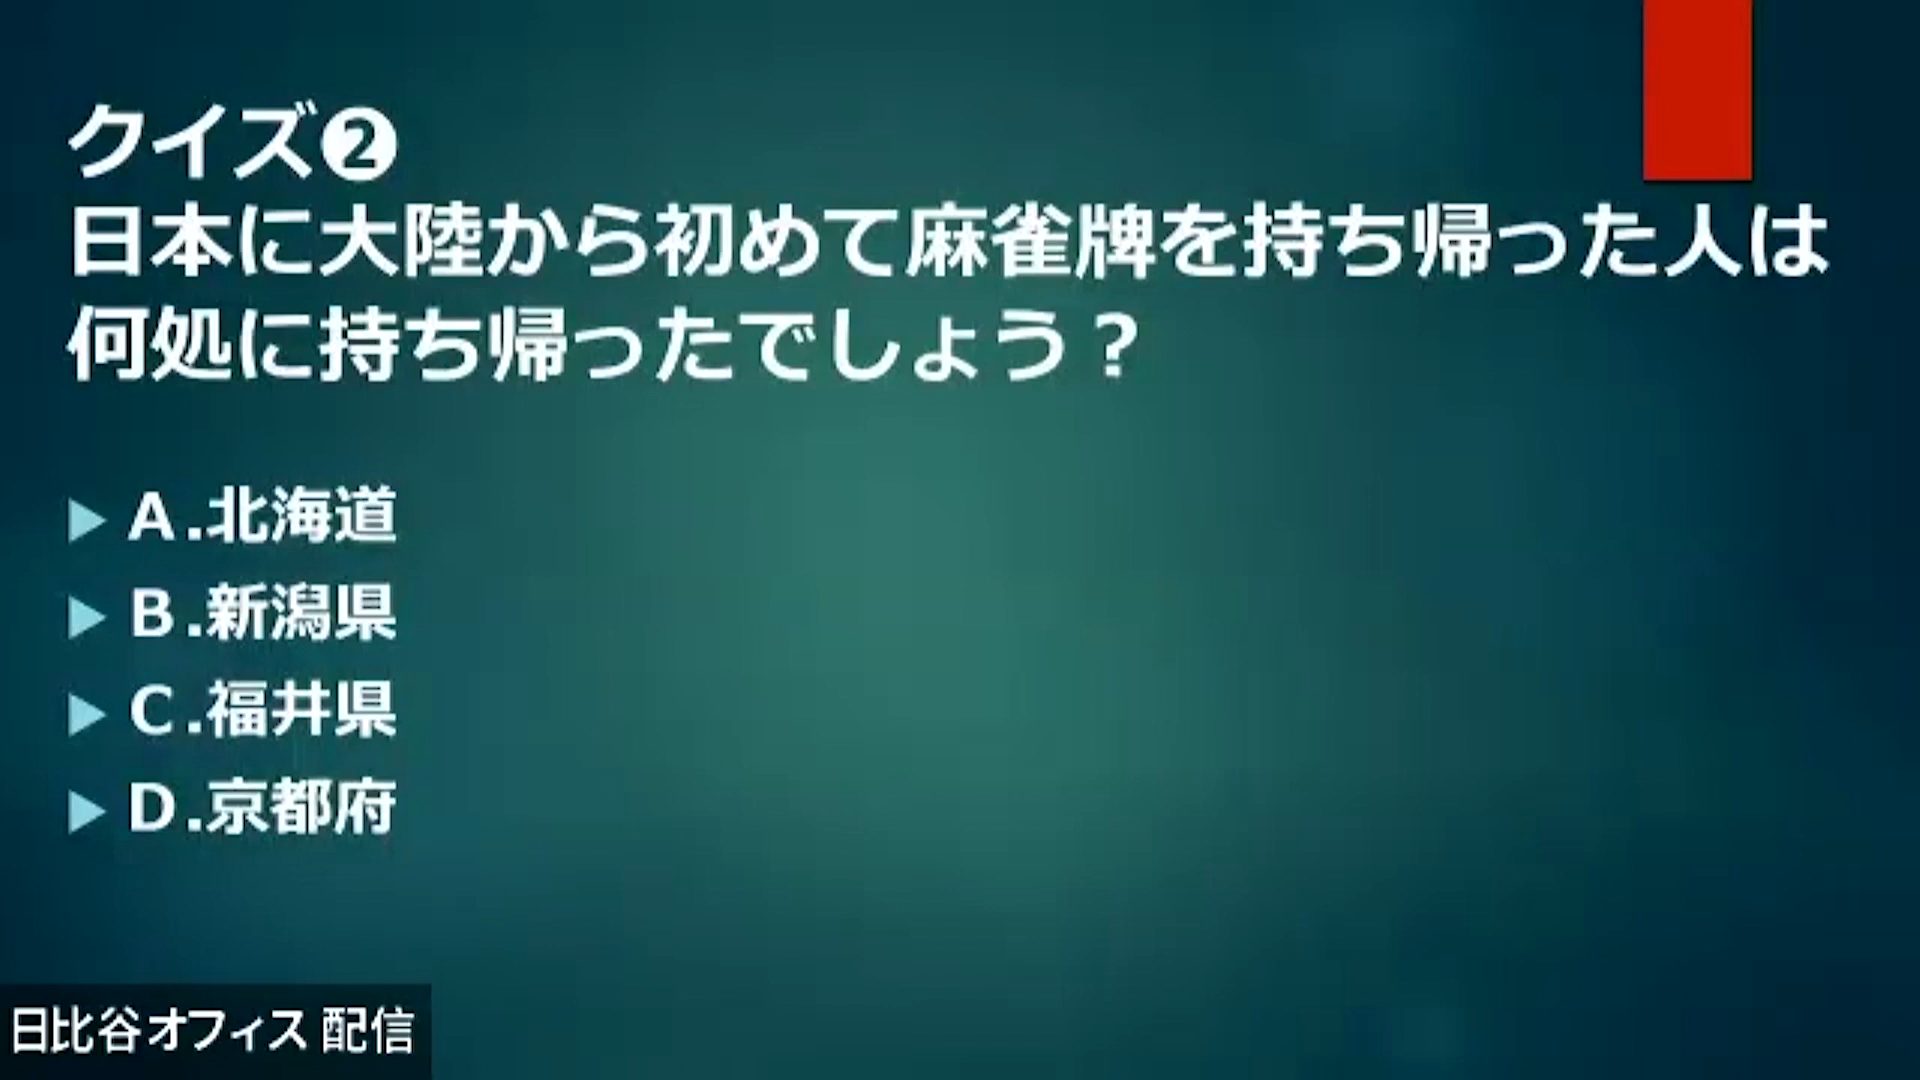 クイズ❷
日本に大陸から初めて麻雀牌を持ち帰った人は
何処に持ち帰ったでしょう？
A.北海道
B.新潟県
C.福井県
D.京都府
日比谷オフィス 配信